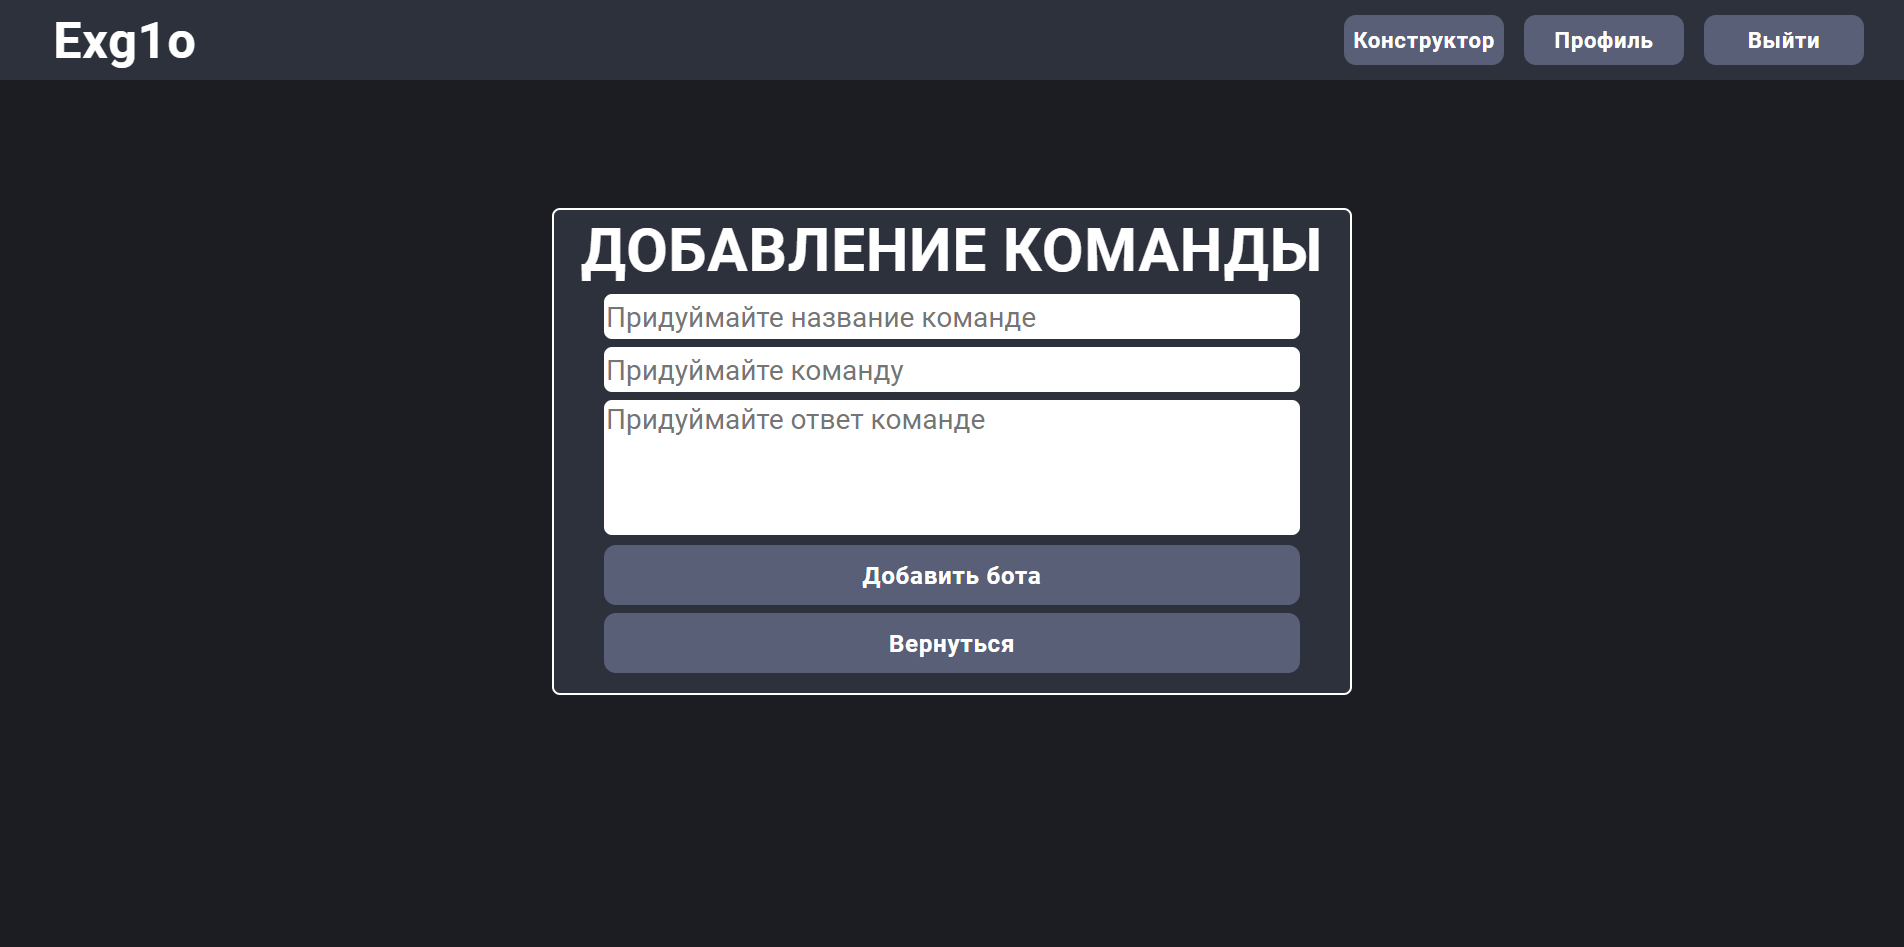 Exg1o
Конструктор
Профиль
Выйти
ДОБАВЛЕНИЕ КОМАНДЫ
Придуймайте название команде
Придуймайте команду
Придуймайте ответ команде
Добавить бота
Вернуться